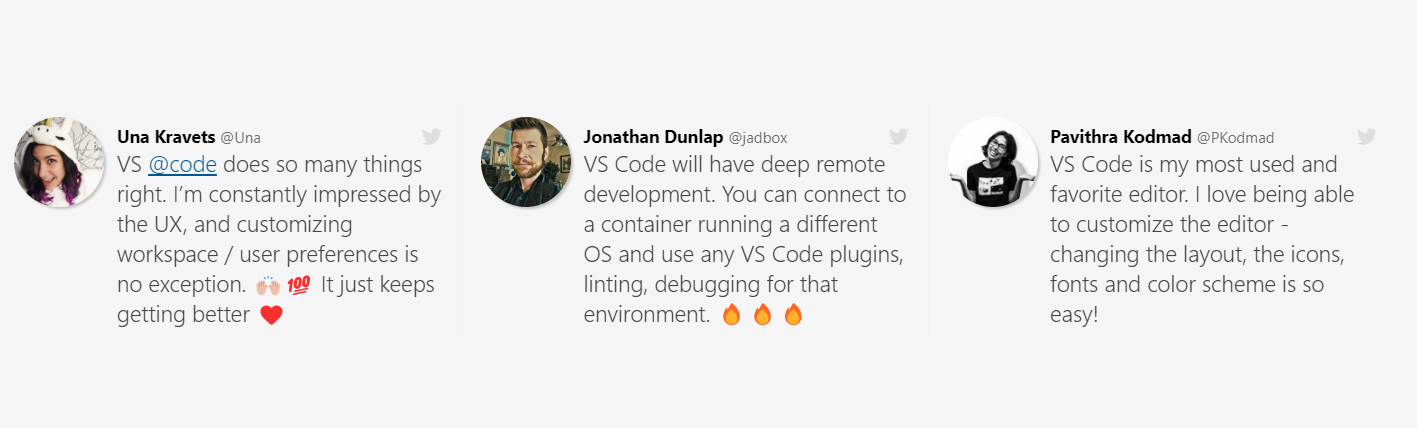 Una Kravets @Una
VS @code does so many things
right. I’m constantly impressed by
the UX, and customizing
workspace / user preferences is
no exception. 🙌🏻 💯 It just keeps
getting better ❤️
Jonathan Dunlap @jadbox
VS Code will have deep remote
development. You can connect to
a container running a different
OS and use any VS Code plugins,
linting, debugging for that
environment. 🔥 🔥 🔥
Pavithra Kodmad @PKodmad
VS Code is my most used and
favorite editor. I love being able
to customize the editor -
changing the layout, the icons,
fonts and color scheme is so
easy!